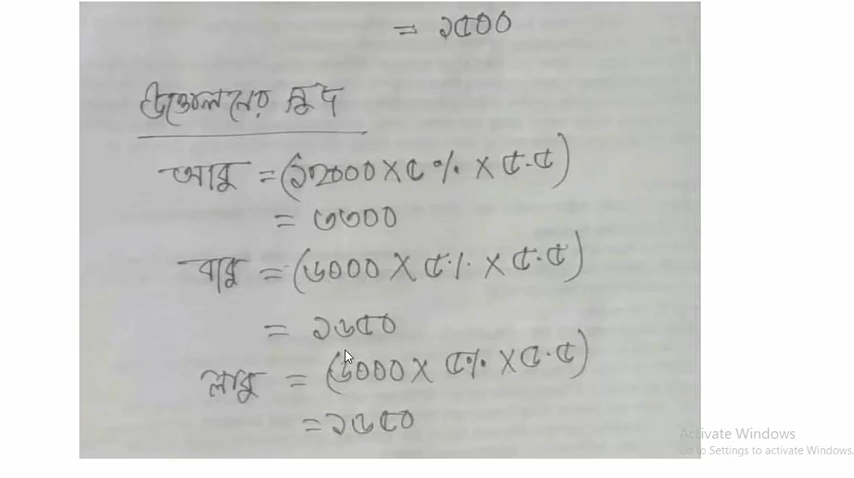 = ১৫০০
উত্তোলনের সুদ
আবু = (১২০০০ × ৫ % × ৫.৫)
= ৩৩০০
বাবু = (৬০০০ × ৫% × ৫.৫)
= ১৬৫০
লাবু = (৬০০০ × ৫% × ৫.৫)
= ১৬৫০
Activate Windows
Go to Settings to activate Windows.